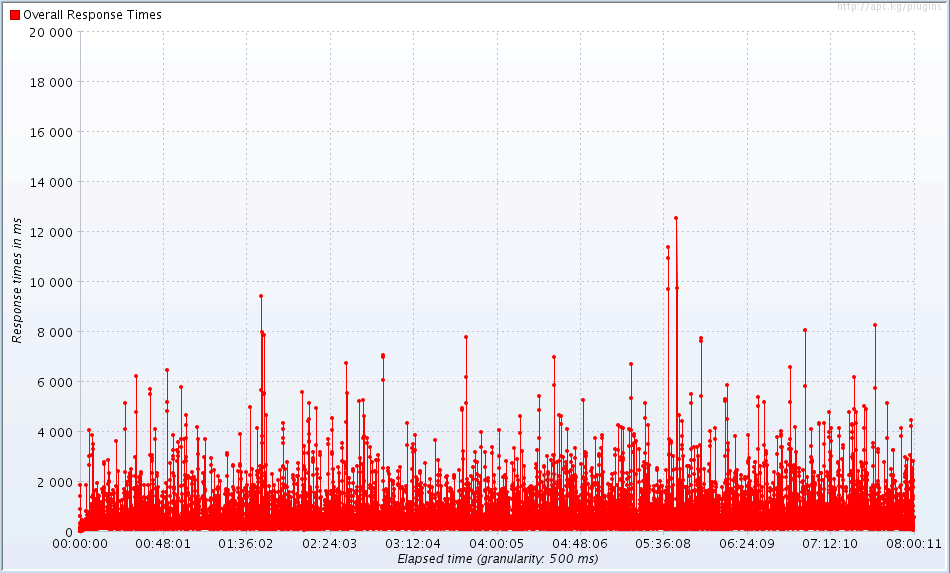 http://apc.kg/plugins
Overall Response Times
20 000
18 000
16 000
14 000
12 000
10 000
8 000
6 000
4 000
2 000
0
Response times in ms
00:00:00 00:48:01 01:36:02 02:24:03 03:12:04 04:00:05 04:48:06 05:36:08 06:24:09 07:12:10 08:00:11
Elapsed time (granularity: 500 ms)